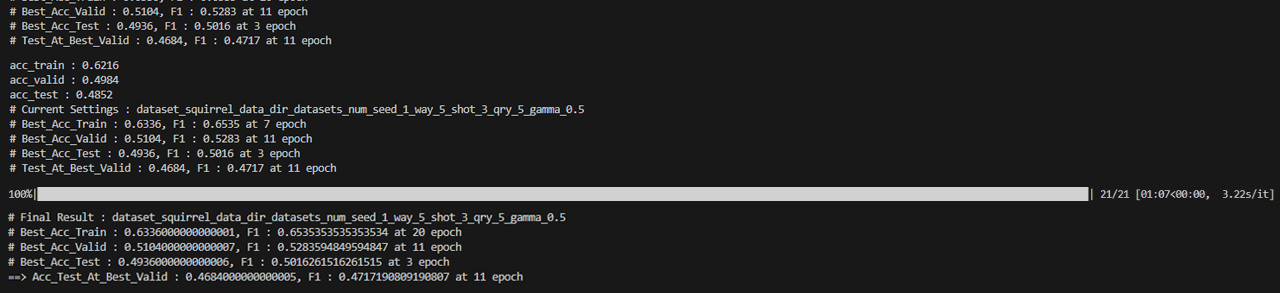 # Best_Acc_Valid : 0.5104, F1 : 0.5283 at 11 epoch
# Best_Acc_Test : 0.4936, F1 : 0.5016 at 3 epoch
# Test_At_Best_Valid : 0.4684, F1 : 0.4717 at 11 epoch
acc_train : 0.6216
acc_valid : 0.4984
acc_test : 0.4852
# Current Settings : dataset_squirrel_data_dir_datasets_num_seed_1_way_5_shot_3_qry_5_gamma_0.5
# Best_Acc_Train : 0.6336, F1 : 0.6535 at 7 epoch
# Best_Acc_Valid : 0.5104, F1 : 0.5283 at 11 epoch
# Best_Acc_Test : 0.4936, F1 : 0.5016 at 3 epoch
# Test_At_Best_Valid : 0.4684, F1 : 0.4717 at 11 epoch
100%| | 21/21 [01:07<00:00, 3.22s/it]
# Final Result : dataset_squirrel_data_dir_datasets_num_seed_1_way_5_shot_3_qry_5_gamma_0.5
# Best_Acc_Train : 0.6336000000000001, F1 : 0.6535353535353534 at 20 epoch
# Best_Acc_Valid : 0.5104000000000007, F1 : 0.5283594849594847 at 11 epoch
# Best_Acc_Test : 0.4936000000000006, F1 : 0.5016261516261515 at 3 epoch
==> Acc_Test_At_Best_Valid : 0.4684000000000005, F1 : 0.4717190809190807 at 11 epoch